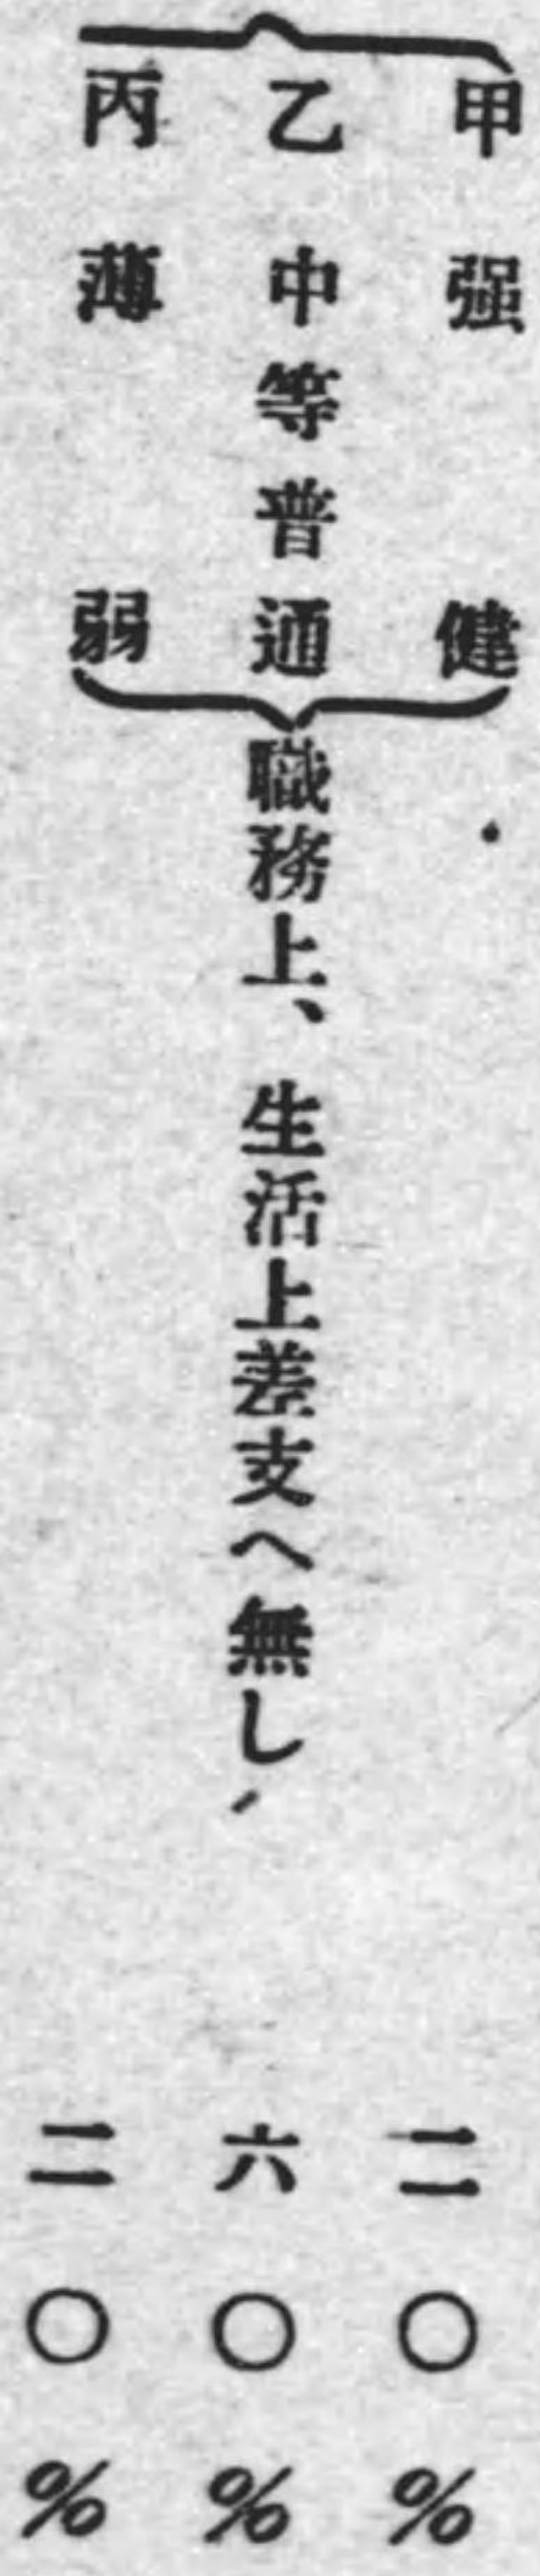 甲 强 健 二〇%
乙 中等普通 職務上、生活上差支へ無し 六〇%
丙 薄 弱 二〇%